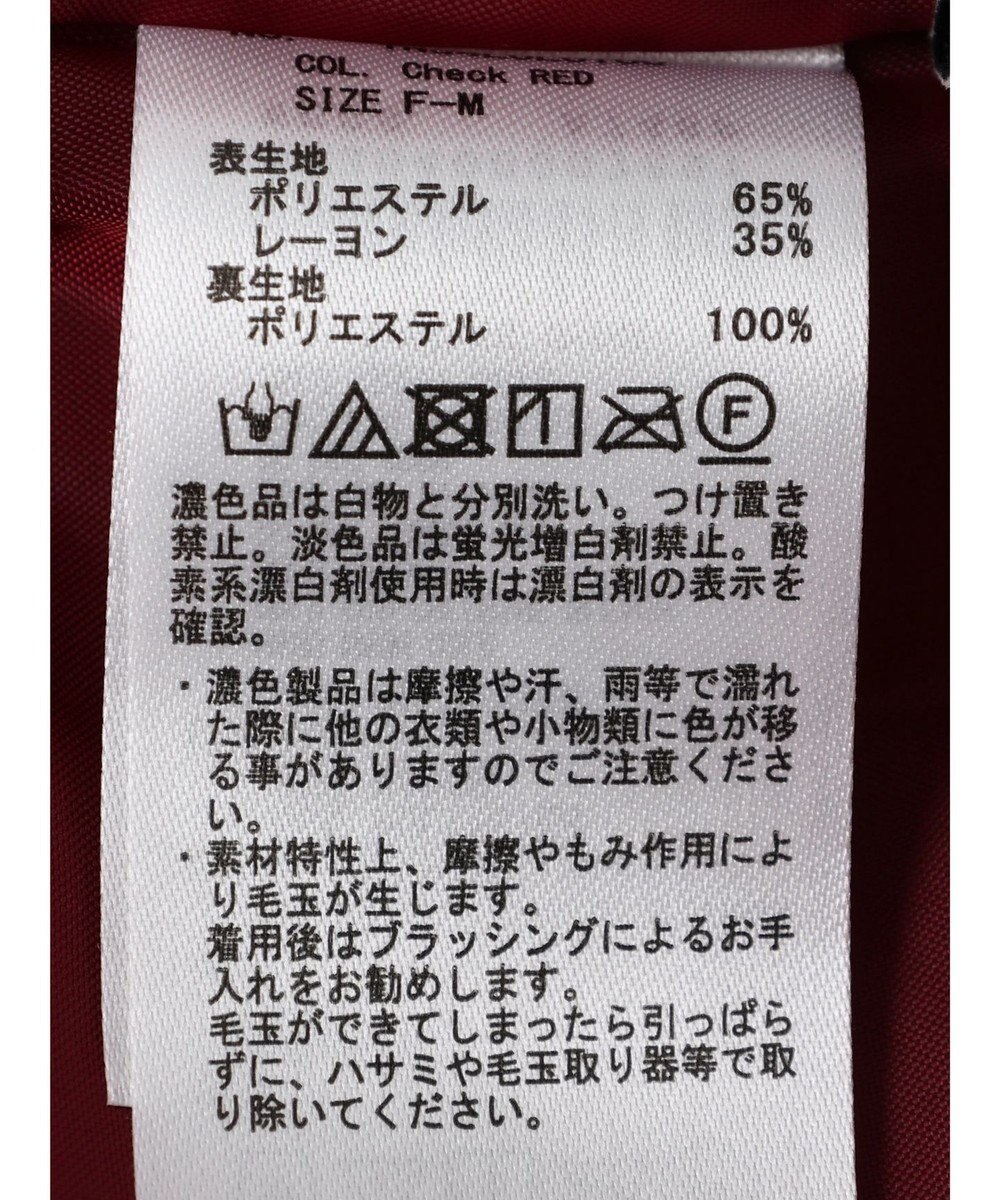 COL. Check RED
SIZE F-M
表生地
ポリエステル 65%
レーヨン 35%
裏生地
ポリエステル 100%
F
濃色品は白物と分別洗い。つけ置き
禁止。淡色品は蛍光増白剤禁止。酸
素系漂白剤使用時は漂白剤の表示を
確認。
・濃色製品は摩擦や汗、雨等で濡れ
た際に他の衣類や小物類に色が移
る事がありますのでご注意くださ
い。
・素材特性上、摩擦やもみ作用によ
り毛玉が生じます。
着用後はブラッシングによるお手
入れをお勧めします。
毛玉ができてしまったら引っぱら
ずに、ハサミや毛玉取り器等で取
り除いてください。